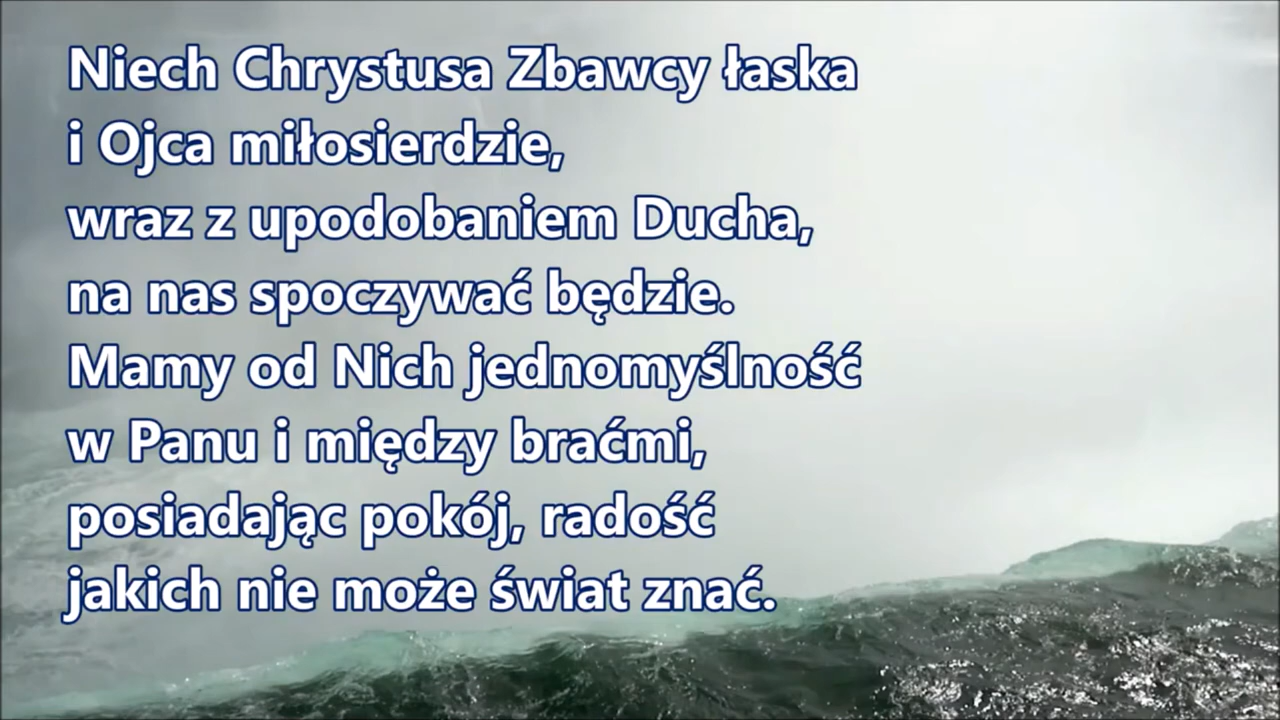 Niech Chrystusa Zbawcy łaska
i Ojca miłosierdzie,
wraz z upodobaniem Ducha,
na nas spoczywać będzie.
Mamy od Nich jednomyślność
w Panu i między braćmi,
posiadając pokój, radość
jakich nie może świat znać.